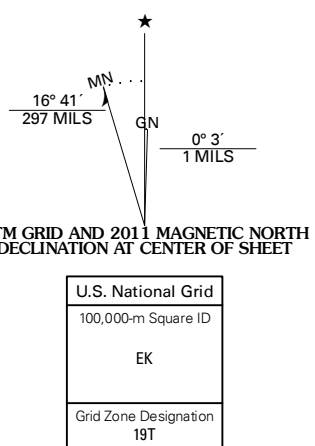 ★
MN
16° 41´
297 MILS
GN
0° 3´
1 MILS
TM GRID AND 2011 MAGNETIC NORTH
DECLINATION AT CENTER OF SHEET
U.S. National Grid
100,000-m Square ID
EK
Grid Zone Designation
19T